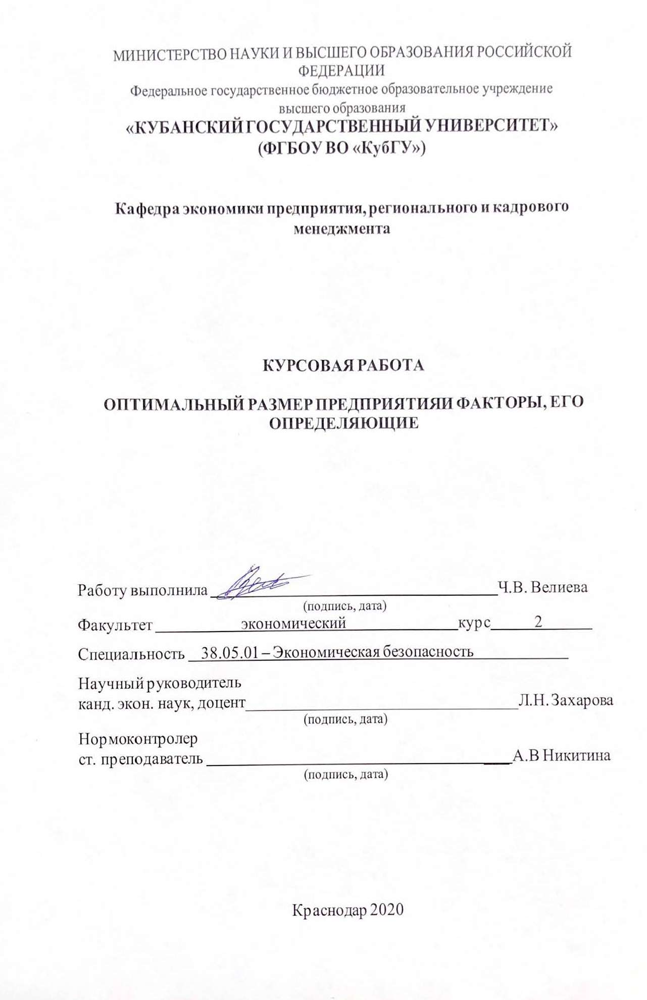 МИНИСТЕРСТВО НАУКИ И ВЫСШЕГО ОБРАЗОВАНИЯ РОССИЙСКОЙ
ФЕДЕРАЦИИ
Федеральное государственное бюджетное образовательное учреждение
высшего образования
«КУБАНСКИЙ ГОСУДАРСТВЕННЫЙ УНИВЕРСИТЕТ»
(ФГБОУ ВО «КубГУ»)
Кафедра экономики предприятия, регионального и кадрового
менеджмента
КУРСОВАЯ РАБОТА
ОПТИМАЛЬНЫЙ РАЗМЕР ПРЕДПРИЯТИЯИ ФАКТОРЫ, ЕГО
ОПРЕДЕЛЯЮЩИЕ
Работу выполнила Ч.В. Велиева
(подпись, дата)
Факультет экономический курс 2
Специальность 38.05.01 – Экономическая безопасность
Научный руководитель
канд. экон. наук, доцент Л.Н. Захарова
(подпись, дата)
Нормоконтролер
ст. преподаватель А.В Никитина
(подпись, дата)
Краснодар 2020